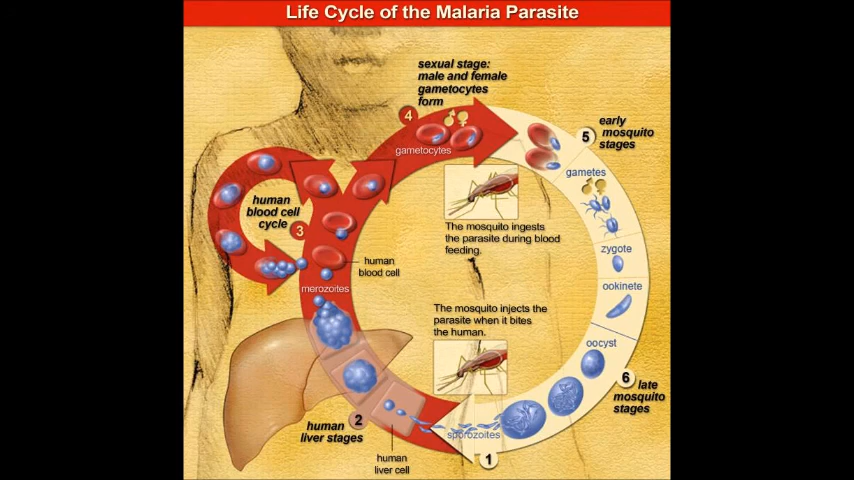 Life Cycle of the Malaria Parasite
sexual stage:
male and female
gametocytes
form
4
gametocytes
5
early
mosquito
stages
gametes
human
blood cell
cycle
3
The mosquito ingests
the parasite during blood
feeding.
zygote
human
blood cell
merozoites
ookinete
The mosquito injects the
parasite when it bites
the human.
oocyst
6
late
mosquito
stages
2
human
liver stages
sporozoites
human
liver cell
1